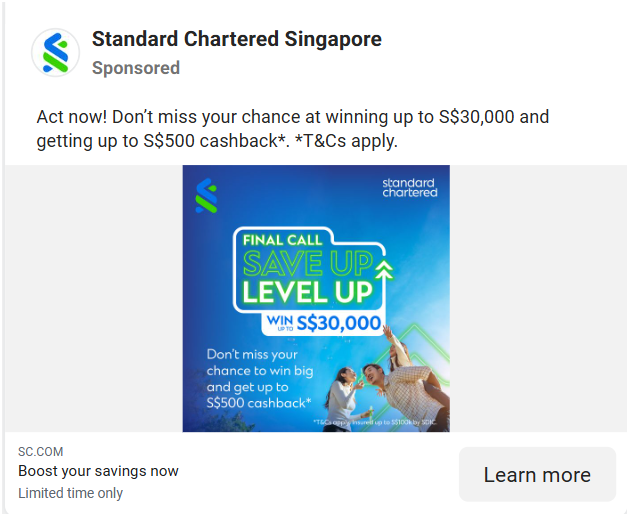 Standard Chartered Singapore
Sponsored
Act now! Don’t miss your chance at winning up to S$30,000 and
getting up to S$500 cashback*. *T&Cs apply.
standard
chartered
FINAL CALL
SAVE UP
LEVEL UP
WIN UP TO S$30,000
Don’t miss your
chance to win big
and get up to
S$500 cashback*
*T&Cs apply. Insured up to S$100k by SDIC.
SC.COM
Boost your savings now
Limited time only
Learn more